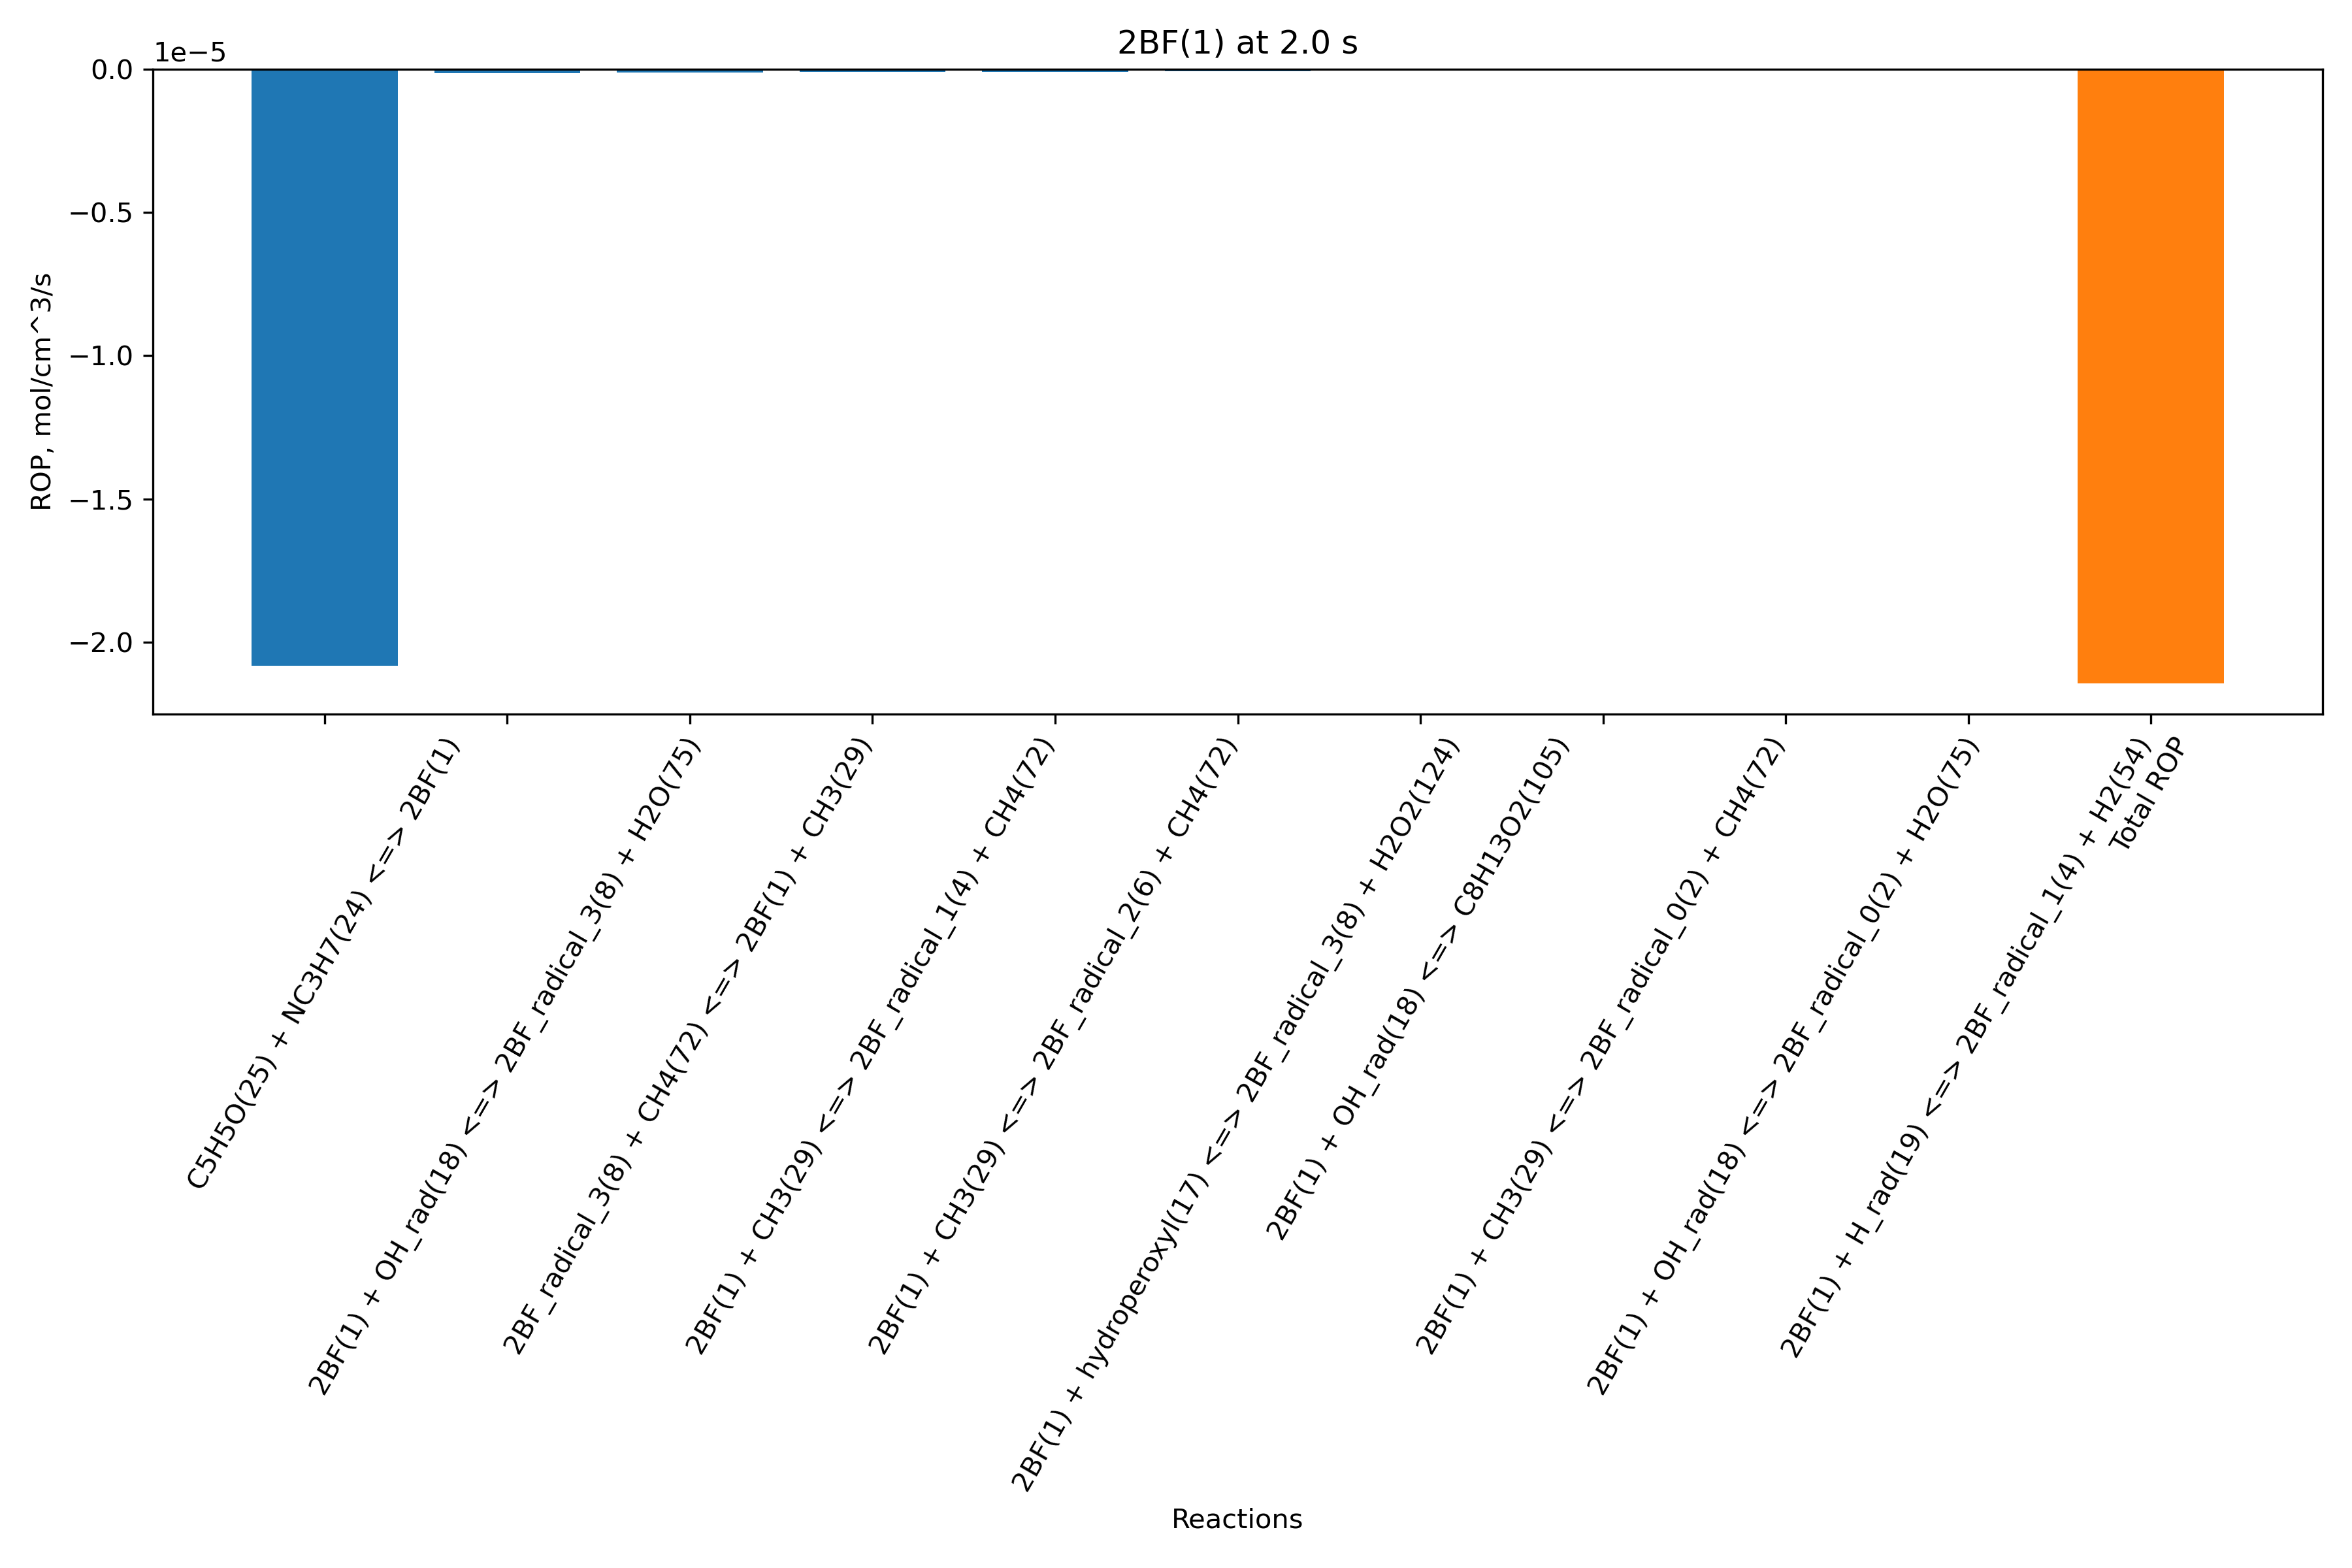 2BF(1) at 2.0 s
1e−5
0.0
−0.5
−1.0
−1.5
−2.0
ROP, mol/cm^3/s
C5H5O(25) + NC3H7(24) <=> 2BF(1)
2BF(1) + OH_rad(18) <=> 2BF_radical_3(8) + H2O(75)
2BF_radical_3(8) + CH4(72) <=> 2BF(1) + CH3(29)
2BF(1) + CH3(29) <=> 2BF_radical_1(4) + CH4(72)
2BF(1) + CH3(29) <=> 2BF_radical_2(6) + CH4(72)
2BF(1) + hydroperoxyl(17) <=> 2BF_radical_3(8) + H2O2(124)
2BF(1) + OH_rad(18) <=> C8H13O2(105)
2BF(1) + CH3(29) <=> 2BF_radical_0(2) + CH4(72)
2BF(1) + OH_rad(18) <=> 2BF_radical_0(2) + H2O(75)
2BF(1) + H_rad(19) <=> 2BF_radical_1(4) + H2(54)
Total ROP
Reactions